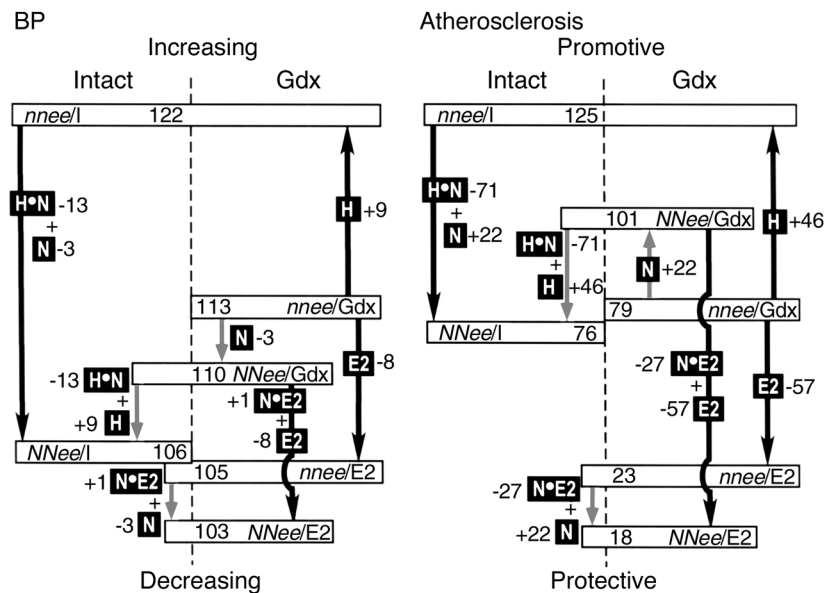 BP
Increasing
Intact Gdx
nnee/I 122
H•N -13
+
N -3
H +9
113 nnee/Gdx
N -3
E2 -8
110 NNee/Gdx
-13 H•N
+
+9 H
+1 N•E2
+
-8 E2
NNee/I 106
105 nnee/E2
+1 N•E2
+
-3 N
103 NNee/E2
Decreasing
Atherosclerosis
Promotive
Intact Gdx
nnee/I 125
H•N -71
+
N +22
H +46
101 NNee/Gdx
H•N -71
+
H +46
N +22
79 nnee/Gdx
NNee/I 76
-27 N•E2
+
-57 E2
E2 -57
23 nnee/E2
-27 N•E2
+
+22 N
18 NNee/E2
Protective